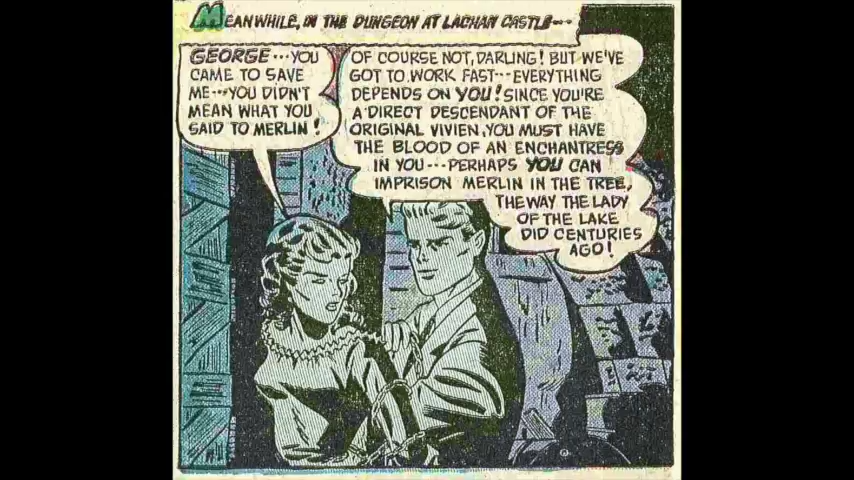 MEANWHILE, IN THE DUNGEON AT LACHAN CASTLE---
GEORGE---YOU
CAME TO SAVE
ME---YOU DIDN'T
MEAN WHAT YOU
SAID TO MERLIN!
OF COURSE NOT, DARLING! BUT WE'VE
GOT TO WORK FAST---EVERYTHING
DEPENDS ON YOU! SINCE YOU'RE
A DIRECT DESCENDANT OF THE
ORIGINAL VIVIEN, YOU MUST HAVE
THE BLOOD OF AN ENCHANTRESS
IN YOU---PERHAPS YOU CAN
IMPRISON MERLIN IN THE TREE,
THE WAY THE LADY
OF THE LAKE
DID CENTURIES
AGO!